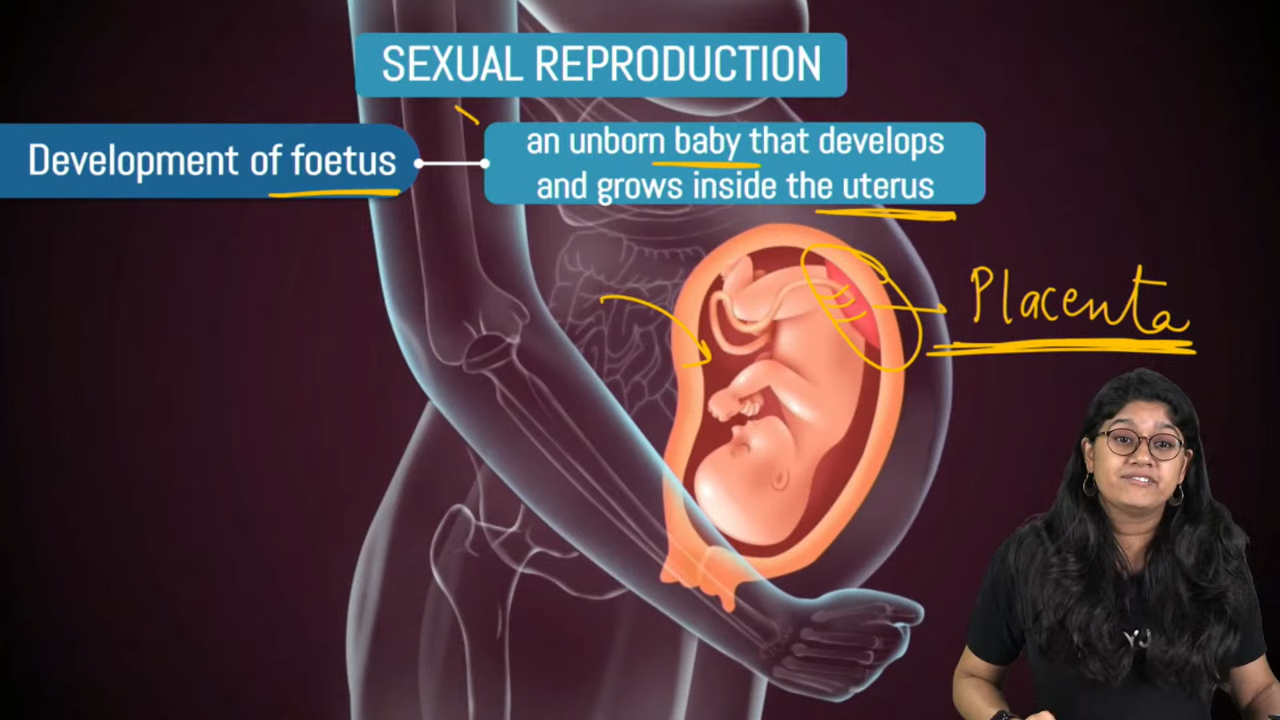 SEXUAL REPRODUCTION
Development of foetus
an unborn baby that develops
and grows inside the uterus
Placenta